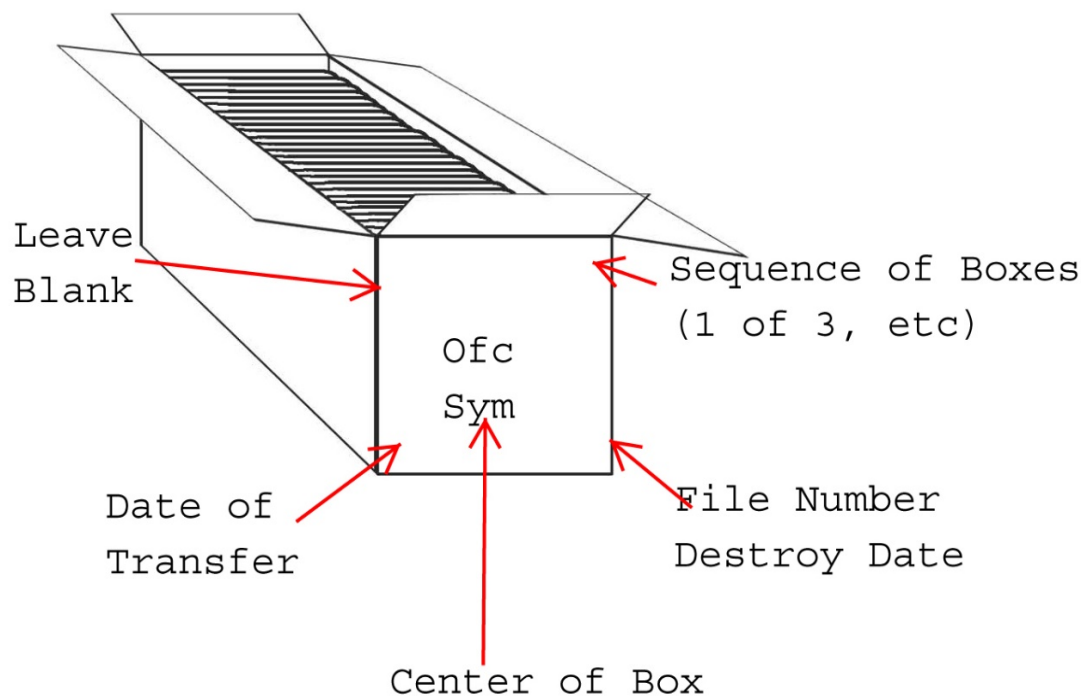 Leave
Blank
Sequence of Boxes
(1 of 3, etc)
Ofc
Sym
Date of
Transfer
File Number
Destroy Date
Center of Box